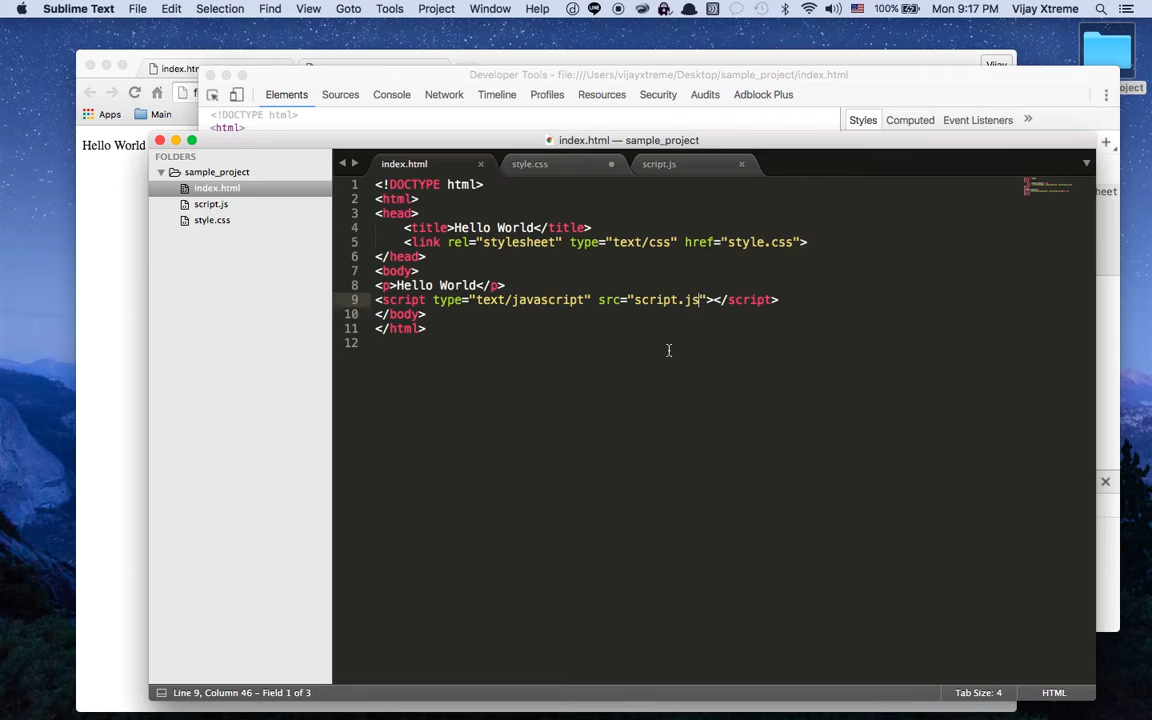 Sublime Text File Edit Selection Find View Goto Tools Project Window Help 100% Mon 9:17 PM Vijay Xtreme
Vijay
index.htm
Developer Tools - file:///Users/vijayxtreme/Desktop/sample_project/index.html
Elements Sources Console Network Timeline Profiles Resources Security Audits Adblock Plus
Apps Main
<!DOCTYPE html>
<html>
Styles Computed Event Listeners »
Hello World
index.html — sample_project
FOLDERS
sample_project
index.html
script.js
style.css
index.html × style.css script.js ×
1 <!DOCTYPE html>
2 <html>
3 <head>
4 <title>Hello World</title>
5 <link rel="stylesheet" type="text/css" href="style.css">
6 </head>
7 <body>
8 <p>Hello World</p>
9 <script type="text/javascript" src="script.js"></script>
10 </body>
11 </html>
12
Line 9, Column 46 - Field 1 of 3 Tab Size: 4 HTML